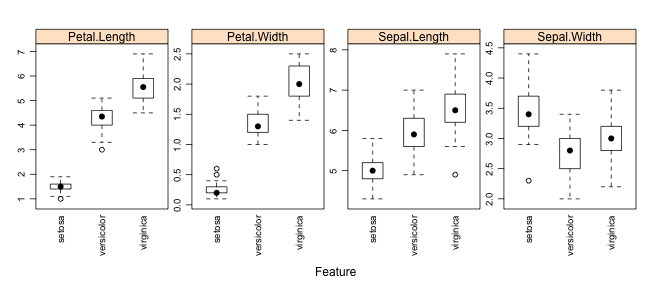 Petal.Length
Petal.Width
Sepal.Length
Sepal.Width
1
2
3
4
5
6
7
0.0
0.5
1.0
1.5
2.0
2.5
5
6
7
8
2.0
2.5
3.0
3.5
4.0
4.5
setosa
versicolor
virginica
setosa
versicolor
virginica
setosa
versicolor
virginica
setosa
versicolor
virginica
Feature